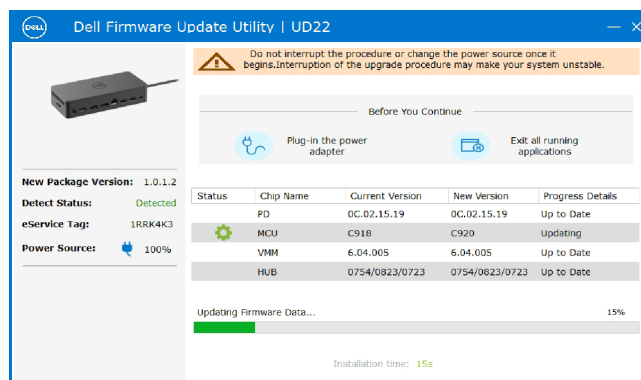 DELL
Dell Firmware Update Utility | UD22
Do not interrupt the procedure or change the power source once it
begins.Interruption of the upgrade procedure may make your system unstable.
Before You Continue
Plug-in the power
adapter
Exit all running
applications
New Package Version: 1.0.1.2
Detect Status: Detected
eService Tag: 1RRK4K3
Power Source: 100%
Status Chip Name Current Version New Version Progress Details
PD 0C.02.15.19 0C.02.15.19 Up to Date
MCU C918 C920 Updating
VMM 6.04.005 6.04.005 Up to Date
HUB 0754/0823/0723 0754/0823/0723 Up to Date
Updating Firmware Data... 15%
Installation time: 15s